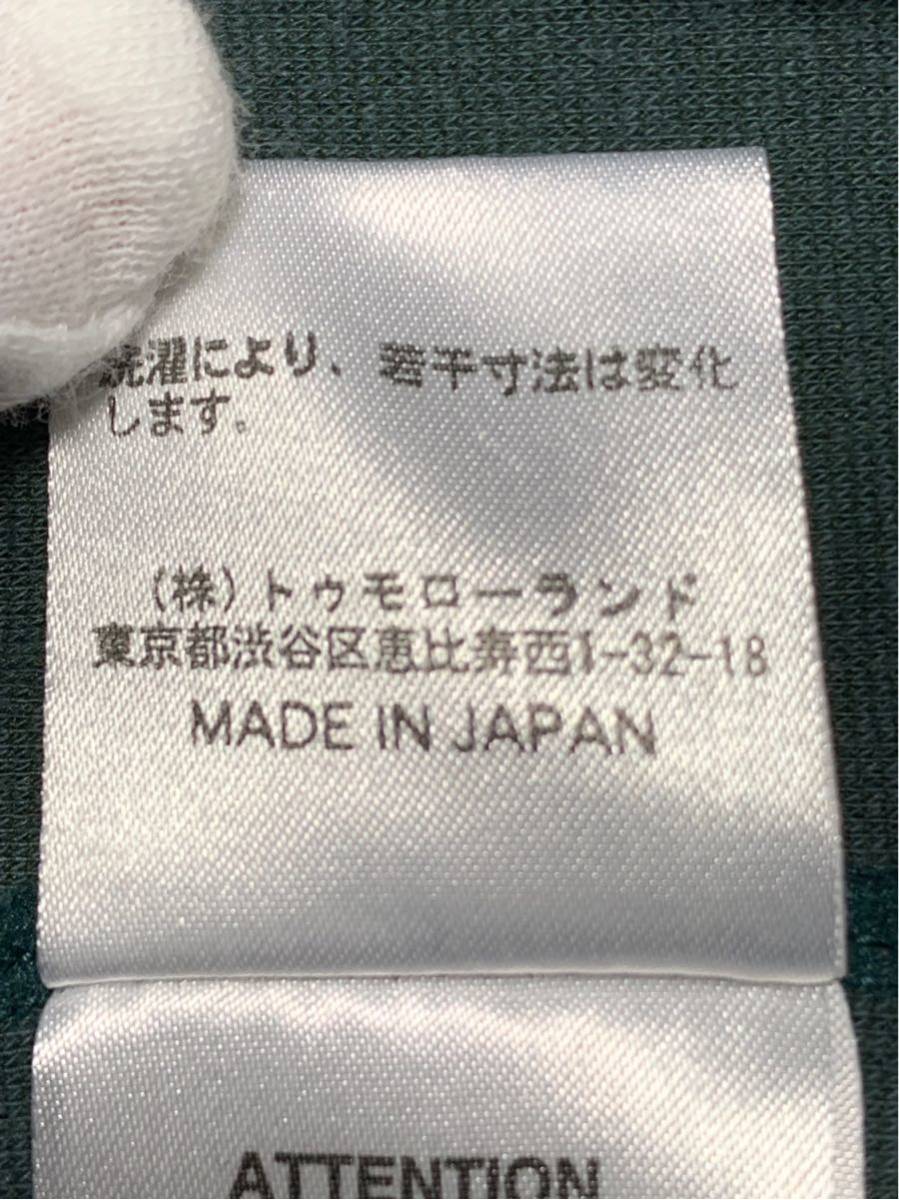 洗濯により、若干寸法は変化
します。
(株)トゥモローランド
東京都渋谷区恵比寿西1-32-18
MADE IN JAPAN
ATTENTION